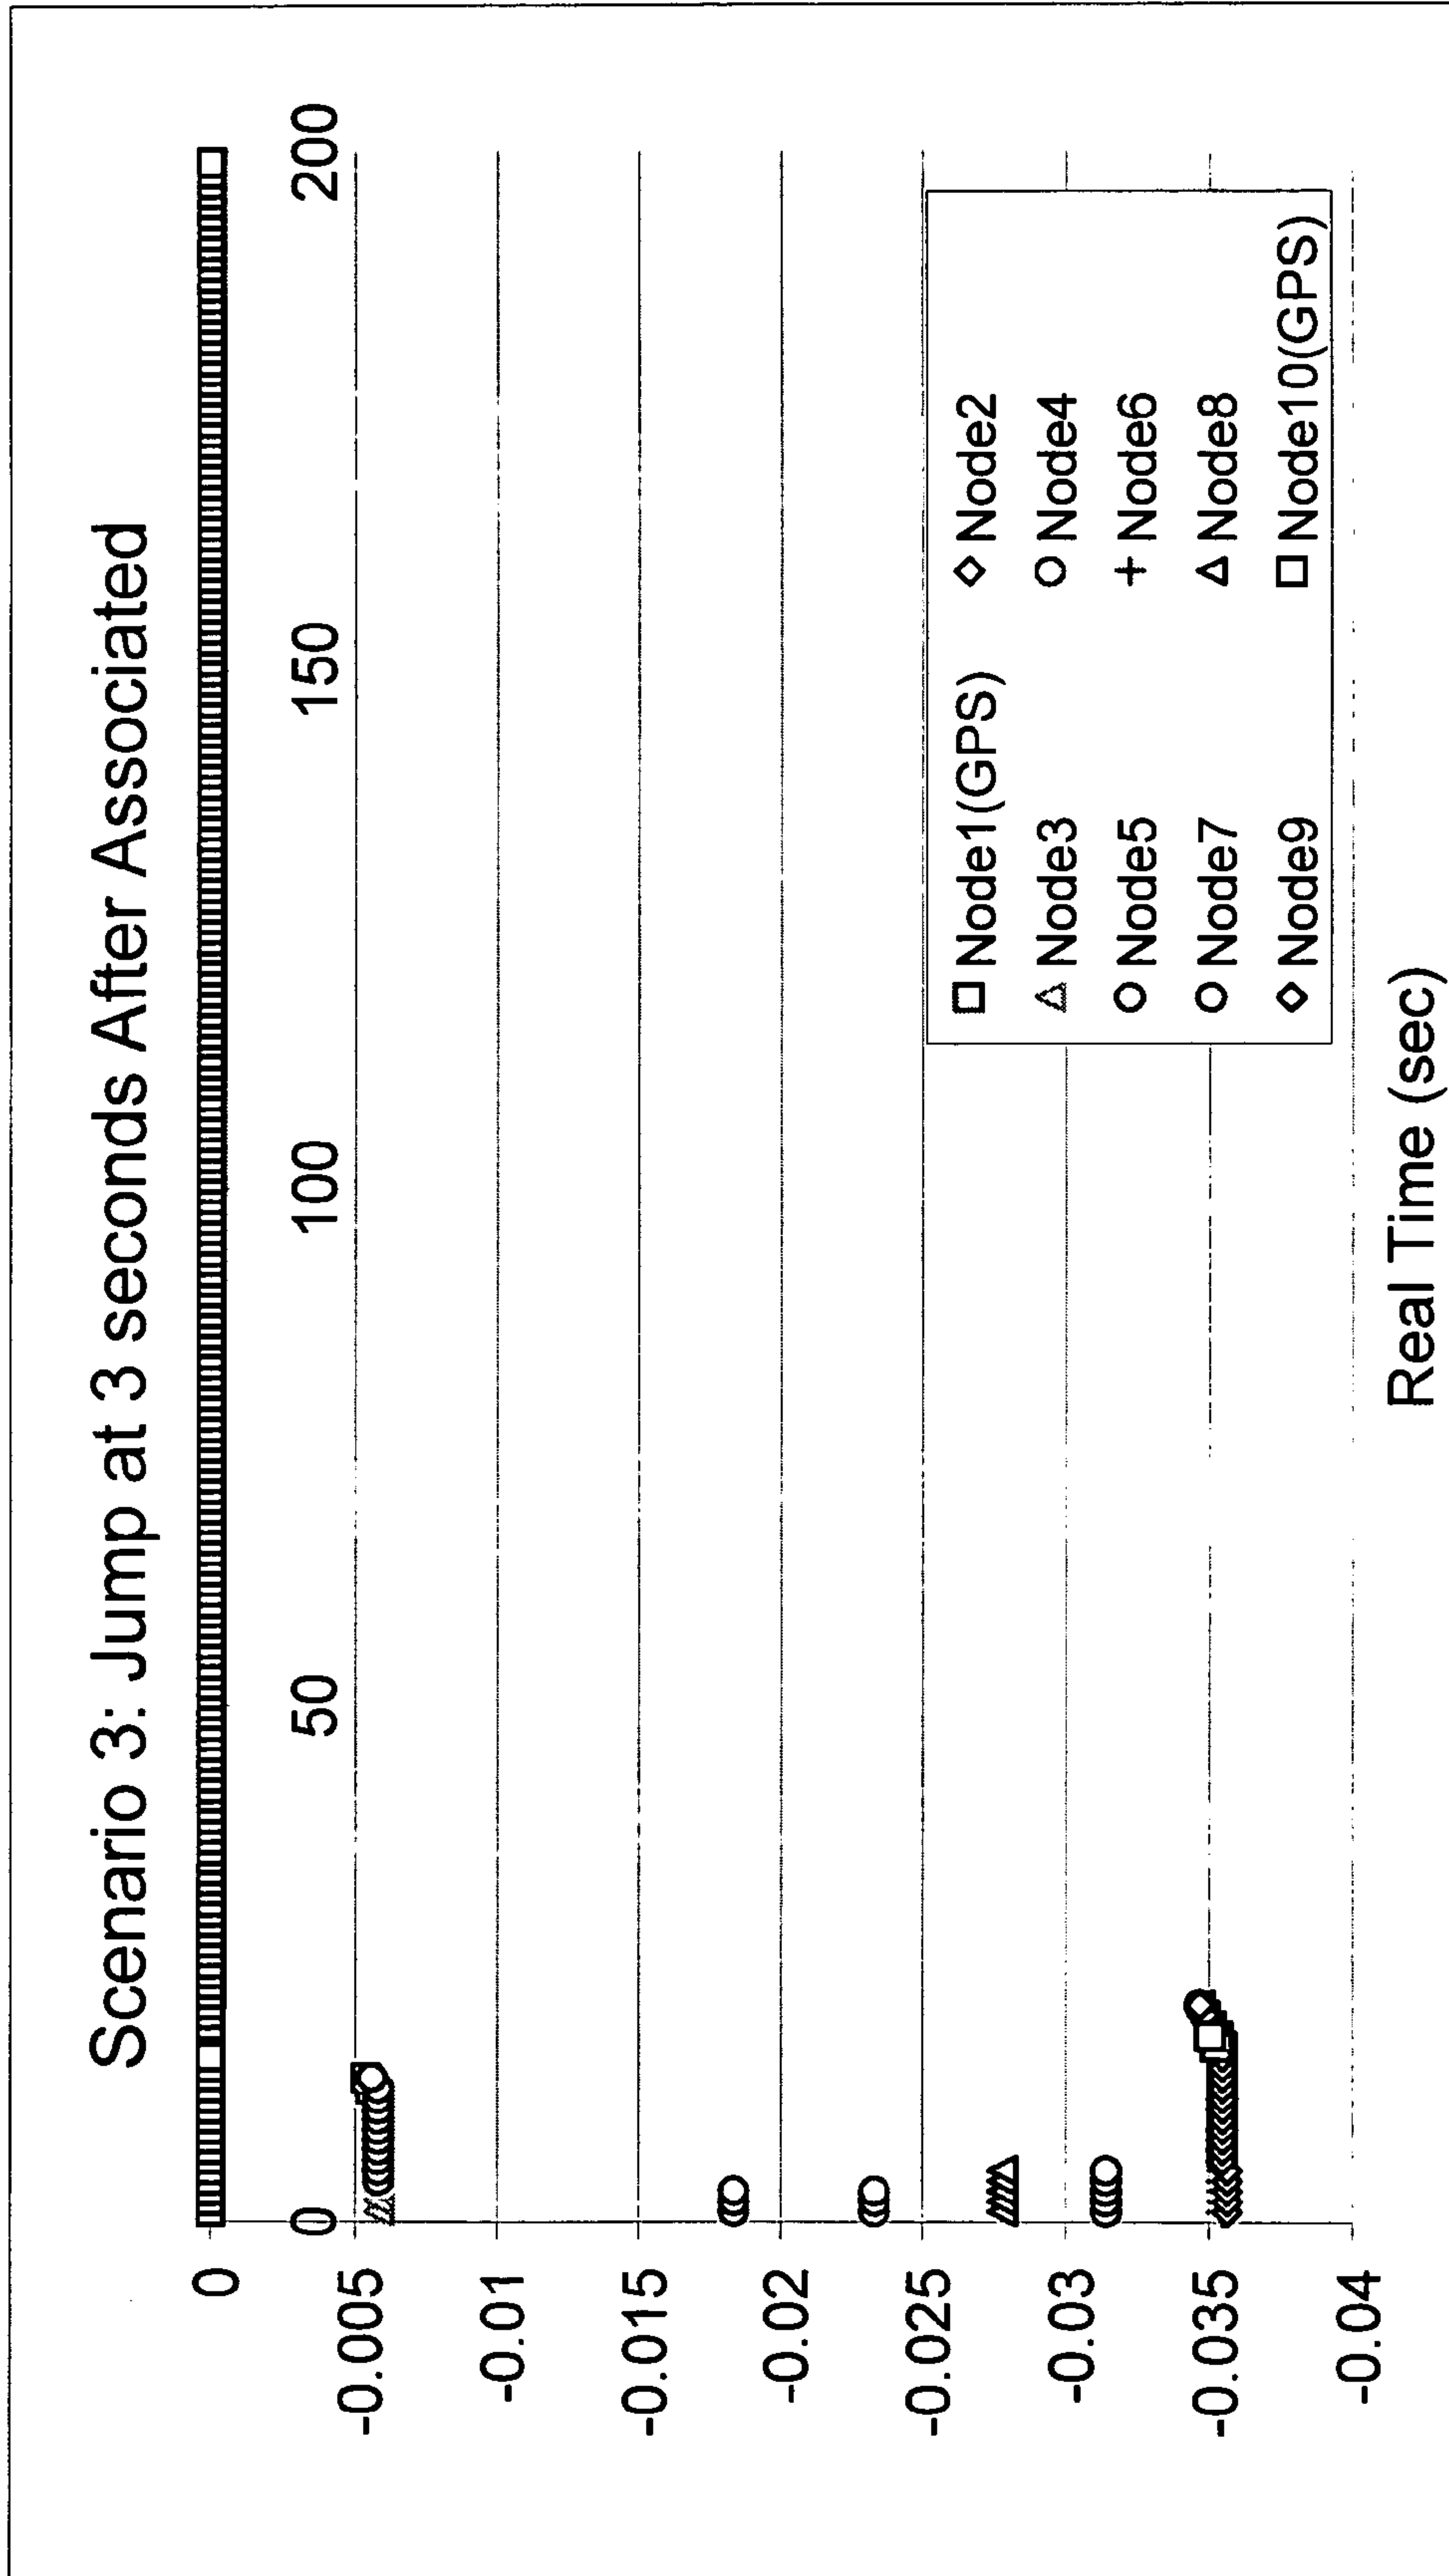 Scenario 3: Jump at 3 seconds After Associated
0
-0.005
-0.01
-0.015
-0.02
-0.025
-0.03
-0.035
-0.04
0 50 100 150 200
Node1(GPS) Node2
Node3 Node4
Node5 Node6
Node7 Node8
Node9 Node10(GPS)
Real Time (sec)